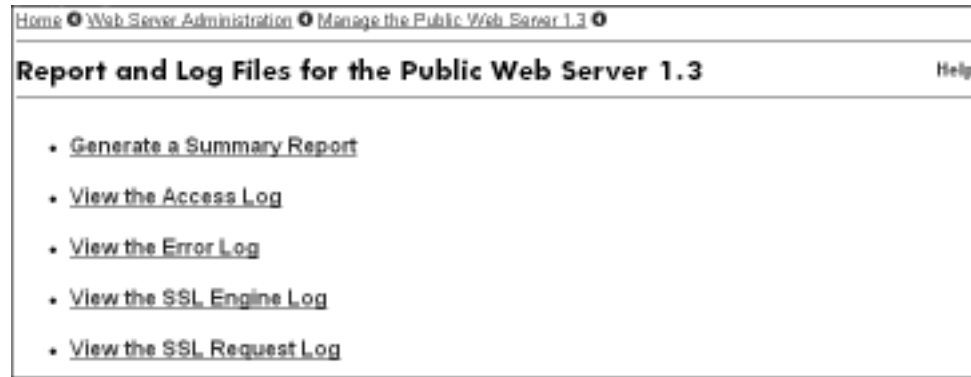 Home Web Server Administration Manage the Public Web Server 1.3
Report and Log Files for the Public Web Server 1.3 Help
• Generate a Summary Report
• View the Access Log
• View the Error Log
• View the SSL Engine Log
• View the SSL Request Log